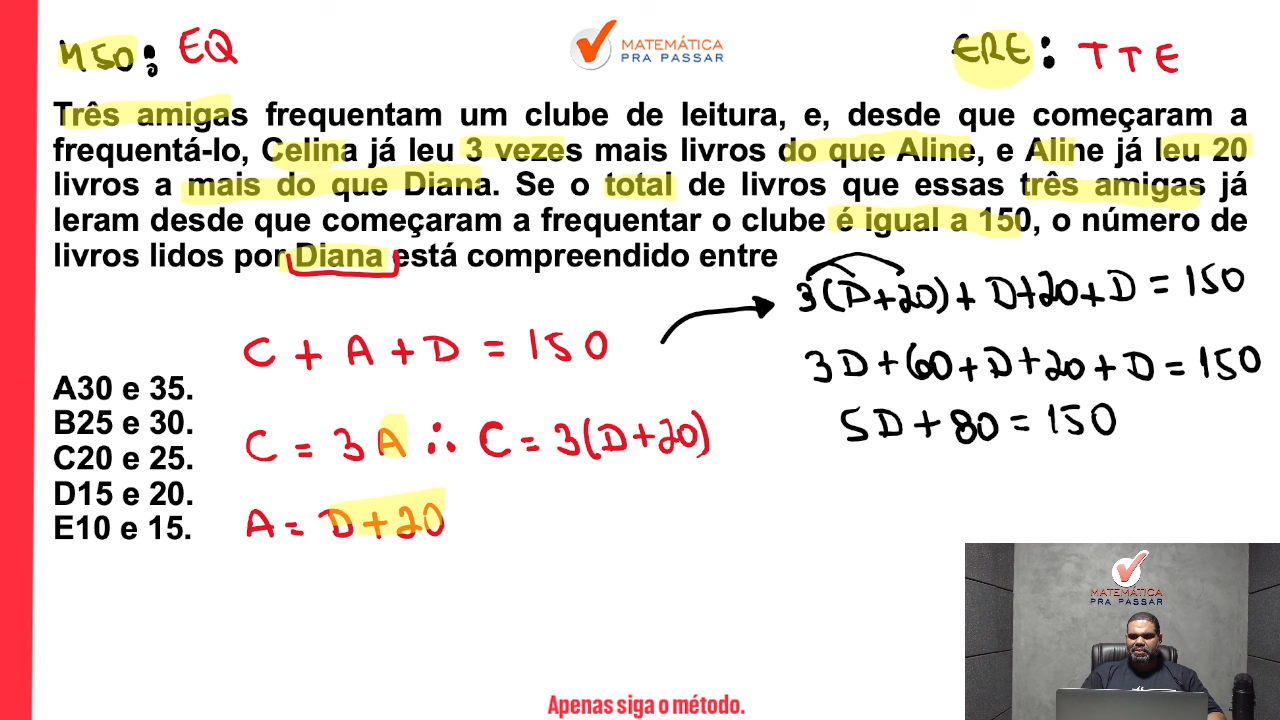 M50: EQ
MATEMÁTICA
PRA PASSAR
ERE: TTE
Três amigas frequentam um clube de leitura, e, desde que começaram a
frequentá-lo, Celina já leu 3 vezes mais livros do que Aline, e Aline já leu 20
livros a mais do que Diana. Se o total de livros que essas três amigas já
leram desde que começaram a frequentar o clube é igual a 150, o número de
livros lidos por Diana está compreendido entre
3(D+20)+D+20+D=150
C+A+D=150
3D+60+D+20+D=150
A30 e 35.
B25 e 30.
C20 e 25.
D15 e 20.
E10 e 15.
5D+80=150
C=3A ∴ C=3(D+20)
A=D+20
MATEMÁTICA
PRA PASSAR
Apenas siga o método.